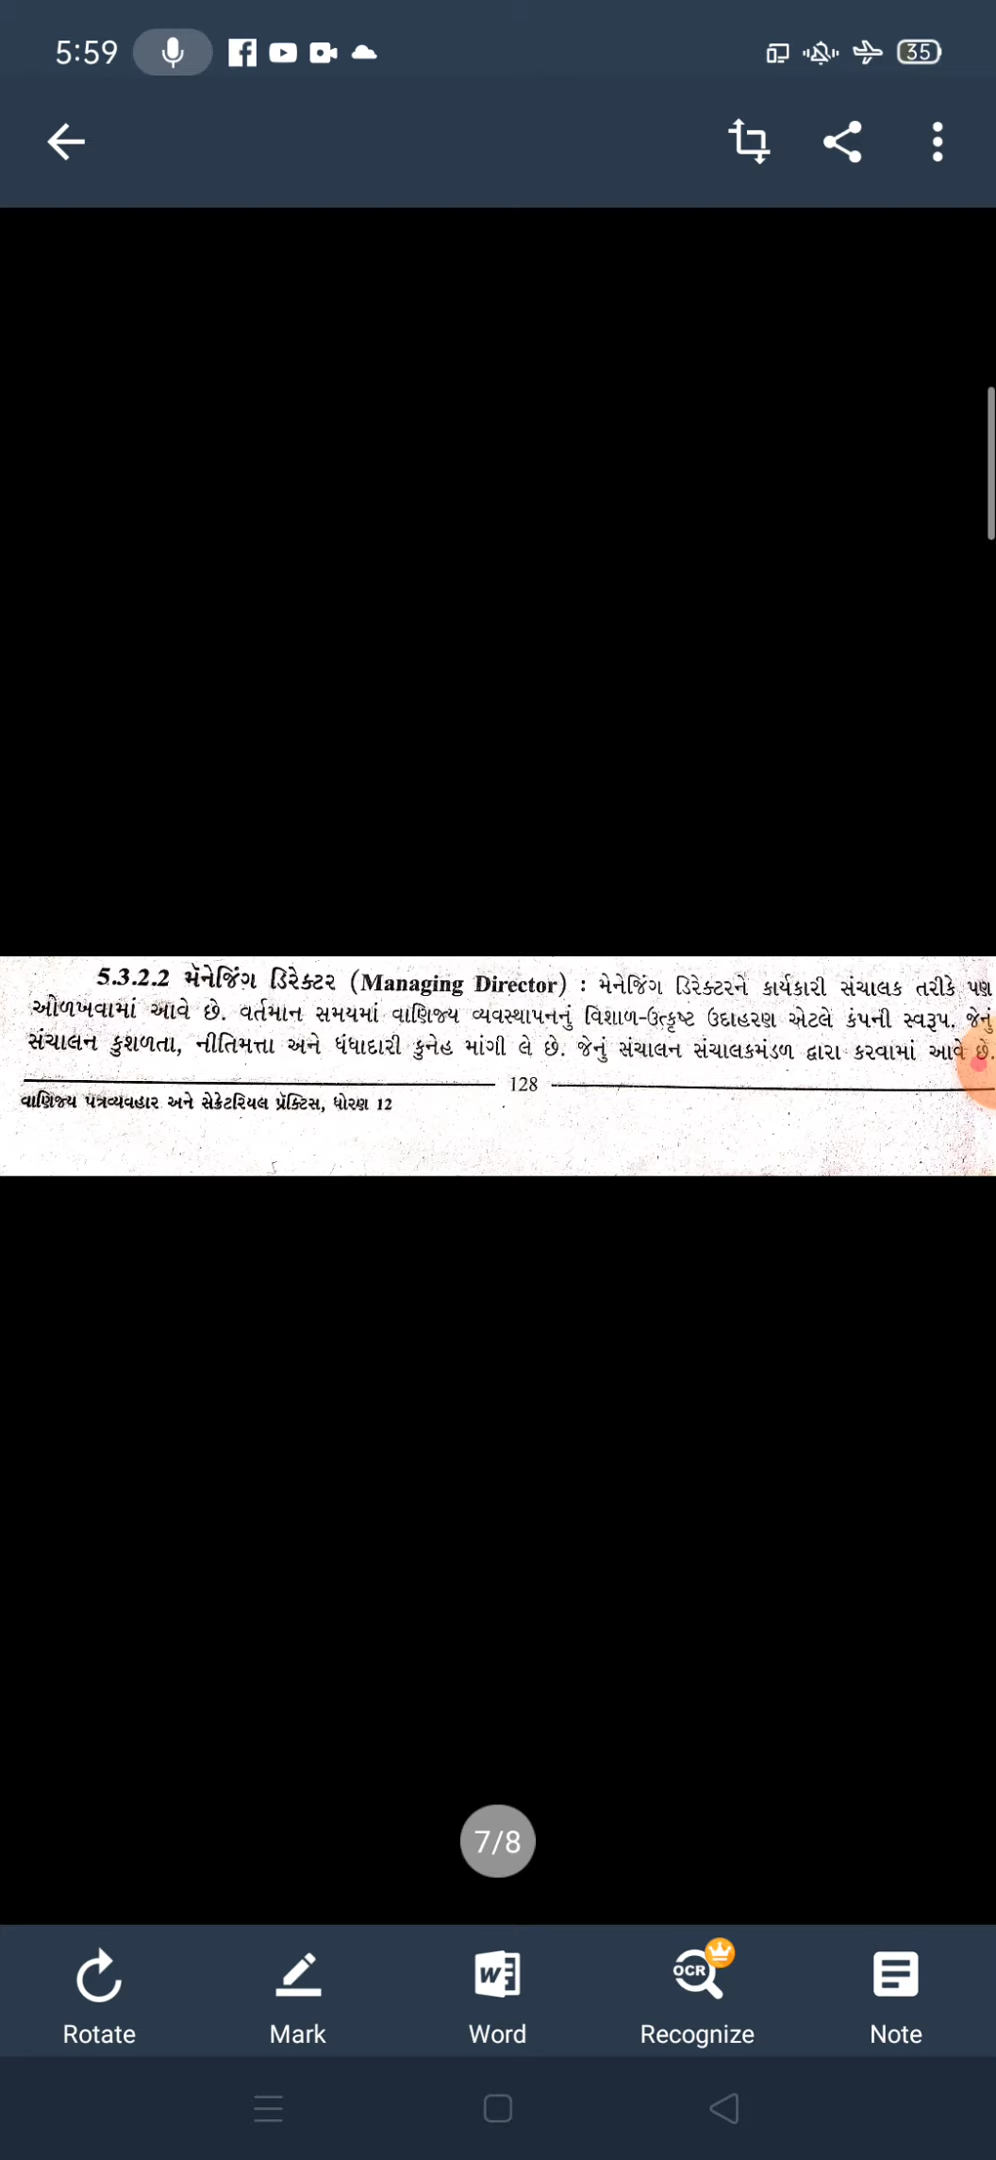 5:59
35
5.3.2.2 મૅનેજિંગ ડિરેક્ટર (Managing Director) : મેનેજિંગ ડિરેક્ટરને કાર્યકારી સંચાલક તરીકે પણ
ઓળખવામાં આવે છે. વર્તમાન સમયમાં વાણિજ્ય વ્યવસ્થાપનનું વિશાળ-ઉત્કૃષ્ટ ઉદાહરણ એટલે કંપની સ્વરૂપ. જેનું
સંચાલન કુશળતા, નીતિમત્તા અને ધંધાદારી કુનેહ માંગી લે છે. જેનું સંચાલન સંચાલકમંડળ દ્વારા કરવામાં આવે છે.
128
વાણિજ્ય પત્રવ્યવહાર અને સેક્રેટરિયલ પ્રૅક્ટિસ, ધોરણ 12
7/8
W
OCR
Rotate Mark Word Recognize Note